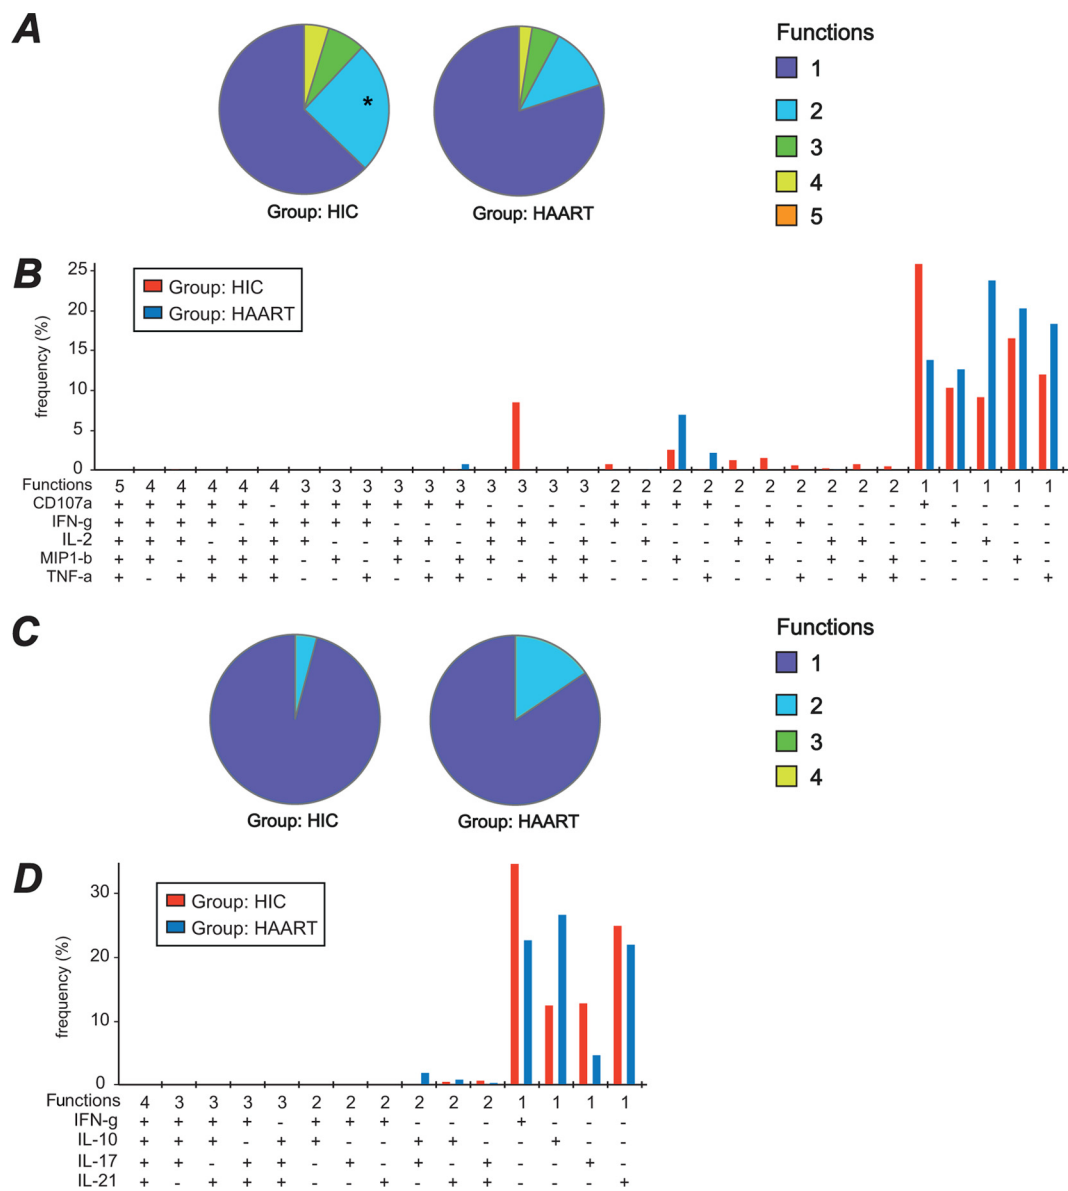 A
Functions
1
2
3
4
5
*
Group: HIC
Group: HAART
B
frequency (%)
25
20
15
10
5
0
Group: HIC
Group: HAART
Functions 5 4 4 4 4 4 3 3 3 3 3 3 3 3 3 3 2 2 2 2 2 2 2 2 2 2 1 1 1 1 1
CD107a + + + + + - + + + + + + - - - - + + + + - - - - - - + - - - -
IFN-g + + + + - + + + + - - - + + + - + - - - + + + - - - - + - - -
IL-2 + + + - + + + - - + + - + + - + - + - - + - - + + - - - + - -
MIP1-b + + - + + + - + - + - + + - + + - - + - - + - + - + - - - + -
TNF-a + - + + + + - - + - + + - + + + - - - + - - + - + + - - - - +
C
Functions
1
2
3
4
Group: HIC
Group: HAART
D
frequency (%)
30
20
10
0
Group: HIC
Group: HAART
Functions 4 3 3 3 3 2 2 2 2 2 2 1 1 1 1
IFN-g + + + + - + + + - - - + - - -
IL-10 + + + - + + - - + + - - + - -
IL-17 + + - + + - + - + - + - - + -
IL-21 + - + + + - - + - + + - - - +